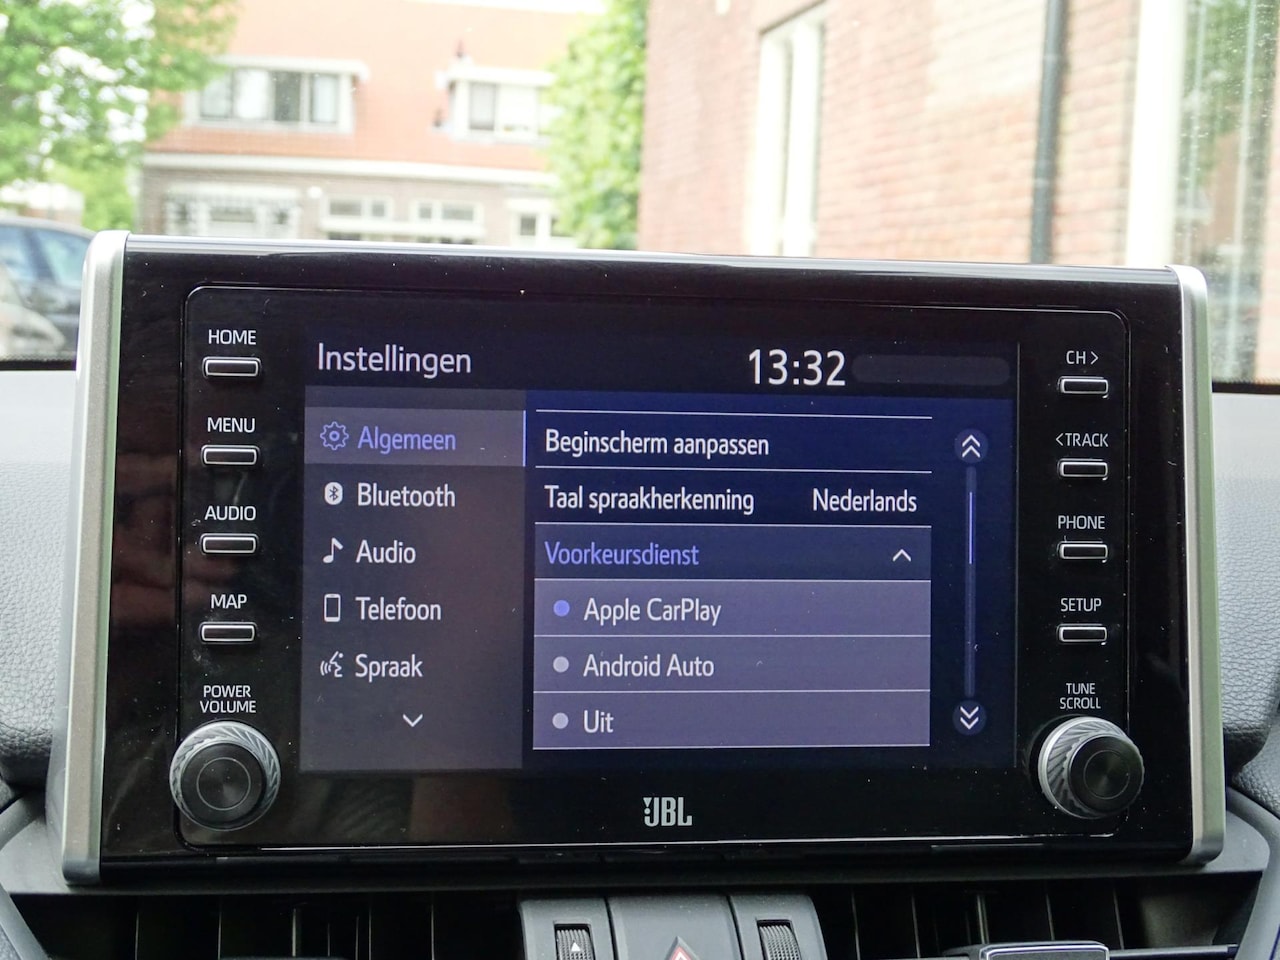 HOME
MENU
AUDIO
MAP
POWER
VOLUME
Instellingen
13:32
Algemeen
Bluetooth
Audio
Telefoon
Spraak
Beginscherm aanpassen
Taal spraakherkenning Nederlands
Voorkeursdienst
Apple CarPlay
Android Auto
Uit
CH >
< TRACK
PHONE
SETUP
TUNE
SCROLL
JBL